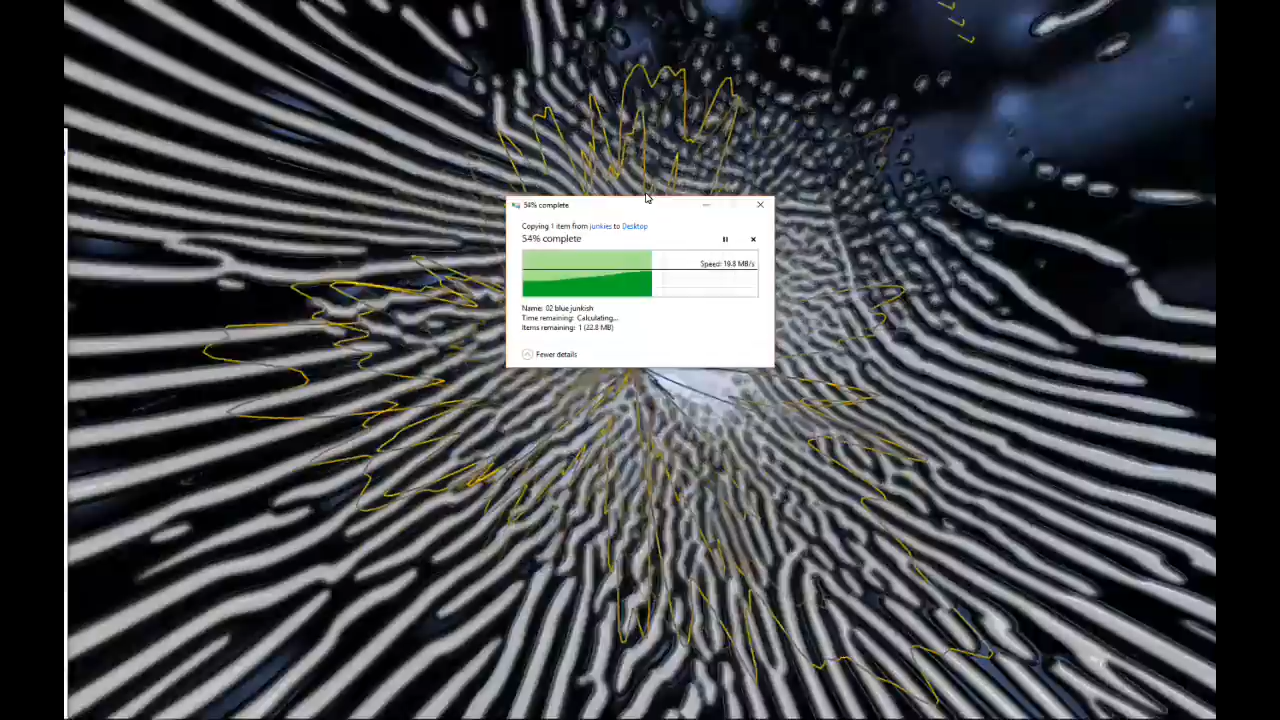 54% complete
Copying 1 item from junkies to Desktop
54% complete
Speed: 19.8 MB/s
Name: 02 blue junkish
Time remaining: Calculating...
Items remaining: 1 (22.8 MB)
Fewer details